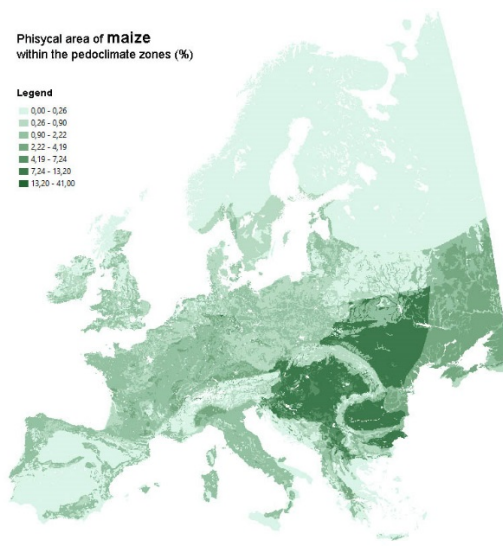 Phisycal area of maize
within the pedoclimate zones (%)
Legend
0,00 - 0,26
0,26 - 0,90
0,90 - 2,22
2,22 - 4,19
4,19 - 7,24
7,24 - 13,20
13,20 - 41,00